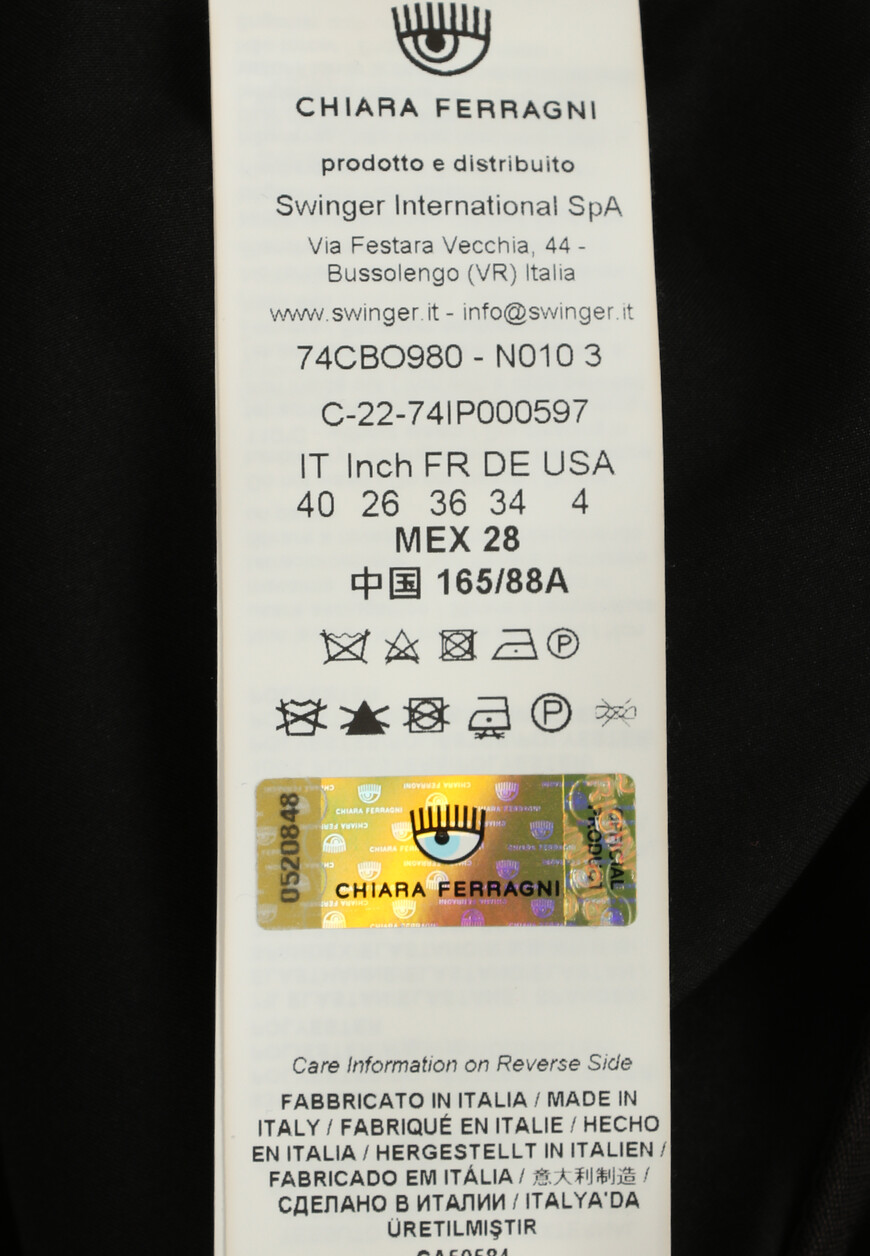 CHIARA FERRAGNI
prodotto e distribuito
Swinger International SpA
Via Festara Vecchia, 44 -
Bussolengo (VR) Italia
www.swinger.it - info@swinger.it
74CBO980 - N010 3
C-22-74IP000597
IT Inch FR DE USA
40 26 36 34 4
MEX 28
中国 165/88A
P
P
0520848
CHIARA FERRAGNI
OFFICIAL
PRODUCT
Care Information on Reverse Side
FABBRICATO IN ITALIA / MADE IN
ITALY / FABRIQUÉ EN ITALIE / HECHO
EN ITALIA / HERGESTELLT IN ITALIEN /
FABRICADO EM ITÁLIA / 意大利制造 /
СДЕЛАНО В ИТАЛИИ / ITALYA'DA
ÜRETILMIŞTIR